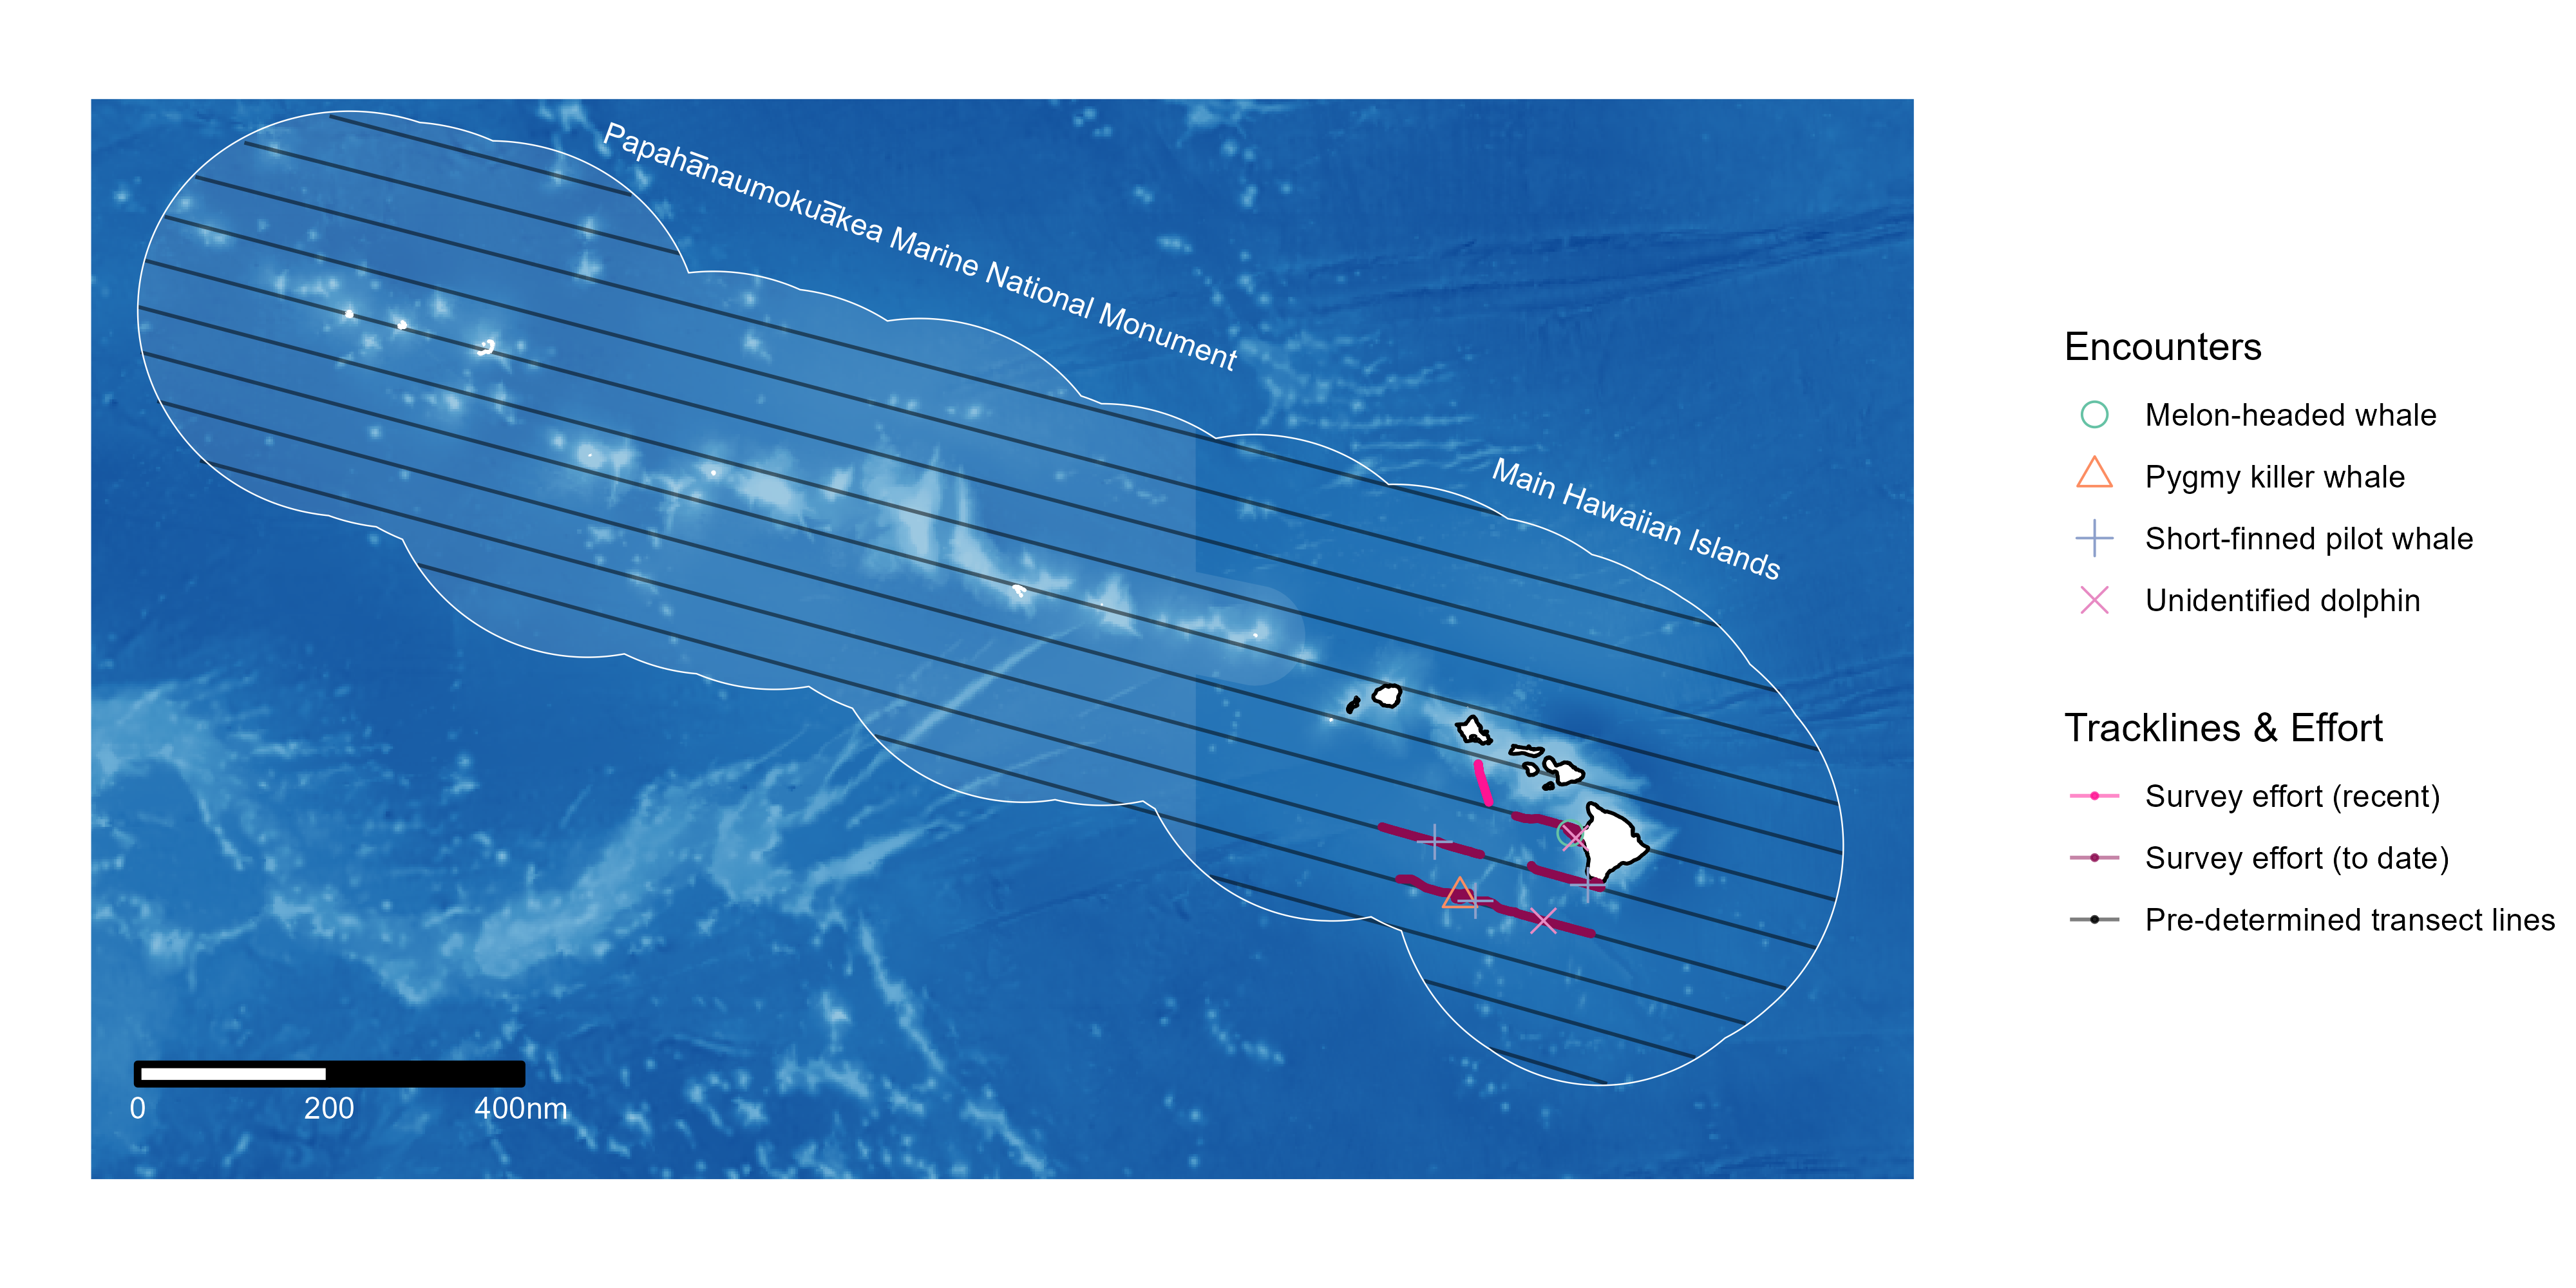 Papahānaumokuākea Marine National Monument
Main Hawaiian Islands
0 200 400nm
Encounters
Melon-headed whale
Pygmy killer whale
Short-finned pilot whale
Unidentified dolphin
Tracklines & Effort
Survey effort (recent)
Survey effort (to date)
Pre-determined transect lines